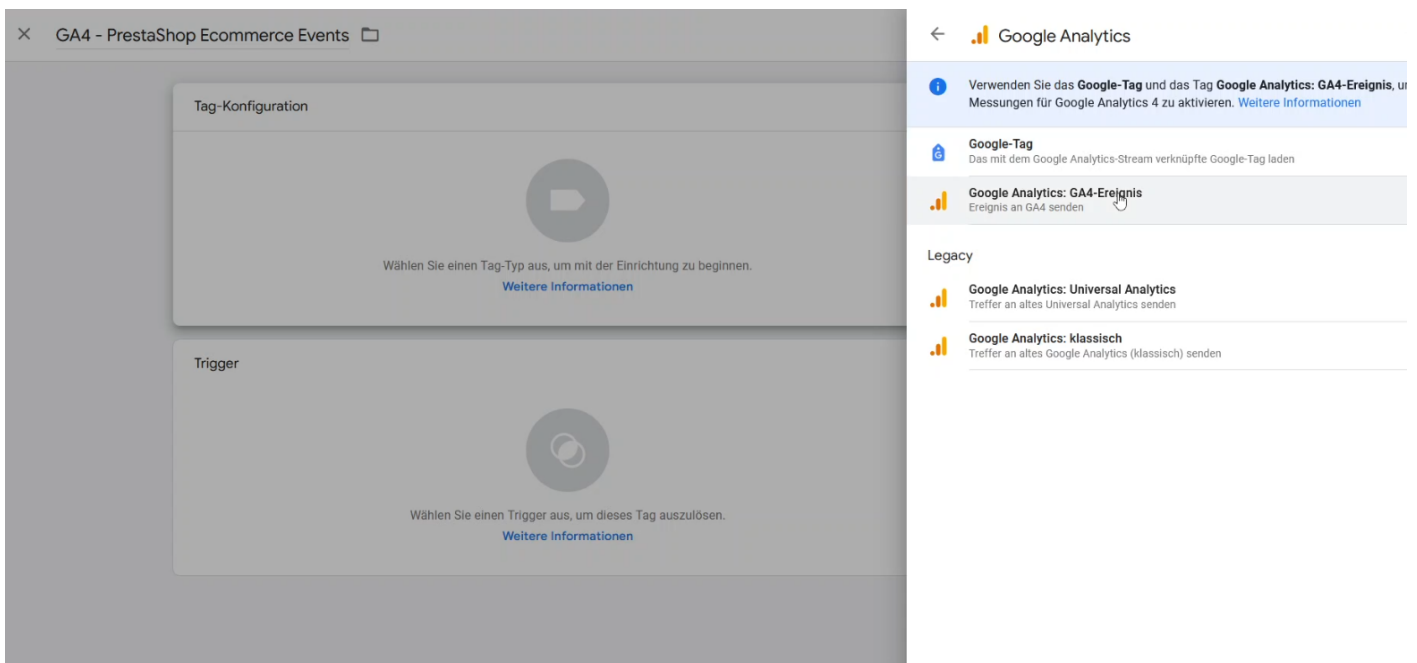 GA4 - PrestaShop Ecommerce Events
Tag-Konfiguration
Wählen Sie einen Tag-Typ aus, um mit der Einrichtung zu beginnen.
Weitere Informationen
Trigger
Wählen Sie einen Trigger aus, um dieses Tag auszulösen.
Weitere Informationen
Google Analytics
Verwenden Sie das Google-Tag und das Tag Google Analytics: GA4-Ereignis,
Messungen für Google Analytics 4 zu aktivieren. Weitere Informationen
Google-Tag
Das mit dem Google Analytics-Stream verknüpfte Google-Tag laden
Google Analytics: GA4-Ereignis
Ereignis an GA4 senden
Legacy
Google Analytics: Universal Analytics
Treffer an altes Universal Analytics senden
Google Analytics: klassisch
Treffer an altes Google Analytics (klassisch) senden